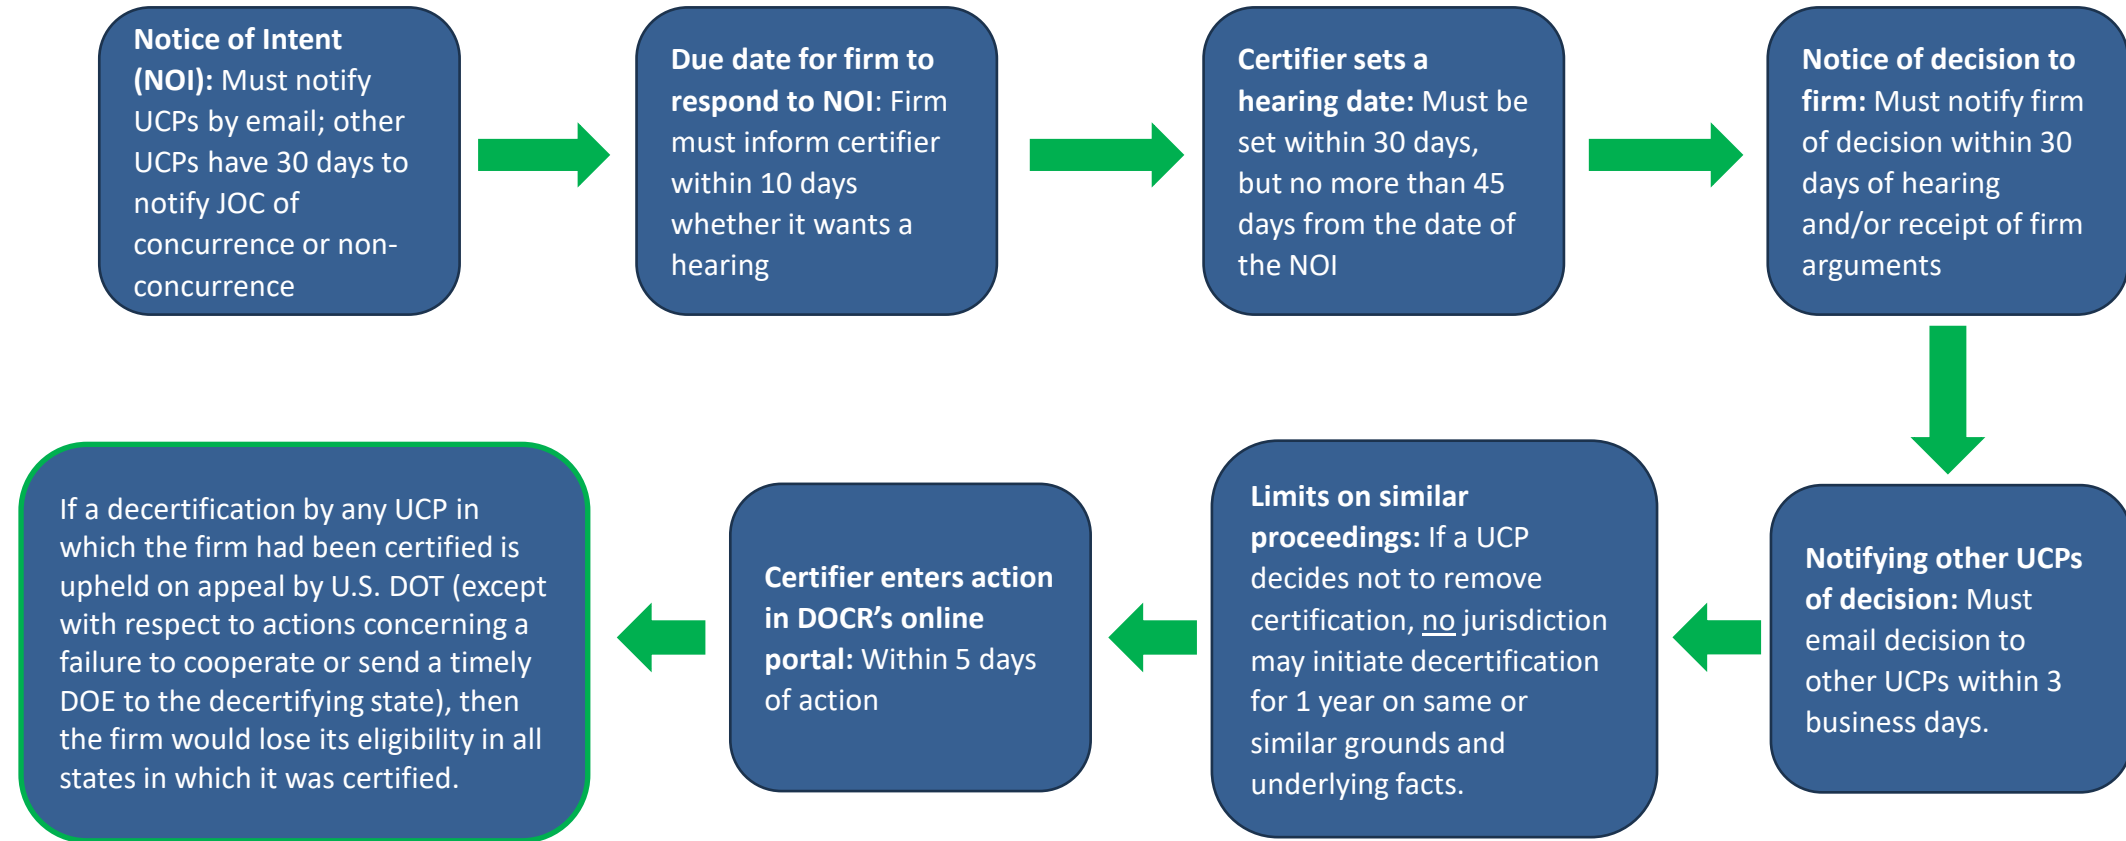 Notice of Intent
(NOI): Must notify
UCPs by email; other
UCPs have 30 days to
notify JOC of
concurrence or non-
concurrence
Due date for firm to
respond to NOI: Firm
must inform certifier
within 10 days
whether it wants a
hearing
Certifier sets a
hearing date: Must be
set within 30 days,
but no more than 45
days from the date of
the NOI
Notice of decision to
firm: Must notify firm
of decision within 30
days of hearing
and/or receipt of firm
arguments
Notifying other UCPs
of decision: Must
email decision to
other UCPs within 3
business days.
Limits on similar
proceedings: If a UCP
decides not to remove
certification, no jurisdiction
may initiate decertification
for 1 year on same or
similar grounds and
underlying facts.
Certifier enters action
in DOCR’s online
portal: Within 5 days
of action
If a decertification by any UCP in
which the firm had been certified is
upheld on appeal by U.S. DOT (except
with respect to actions concerning a
failure to cooperate or send a timely
DOE to the decertifying state), then
the firm would lose its eligibility in all
states in which it was certified.